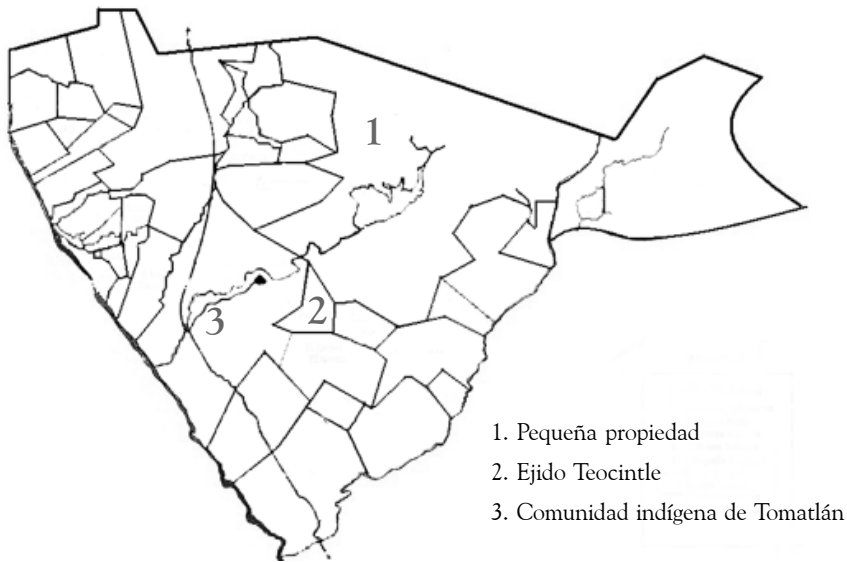 1
2
3
1. Pequeña propiedad
2. Ejido Teocintle
3. Comunidad indígena de Tomatlán